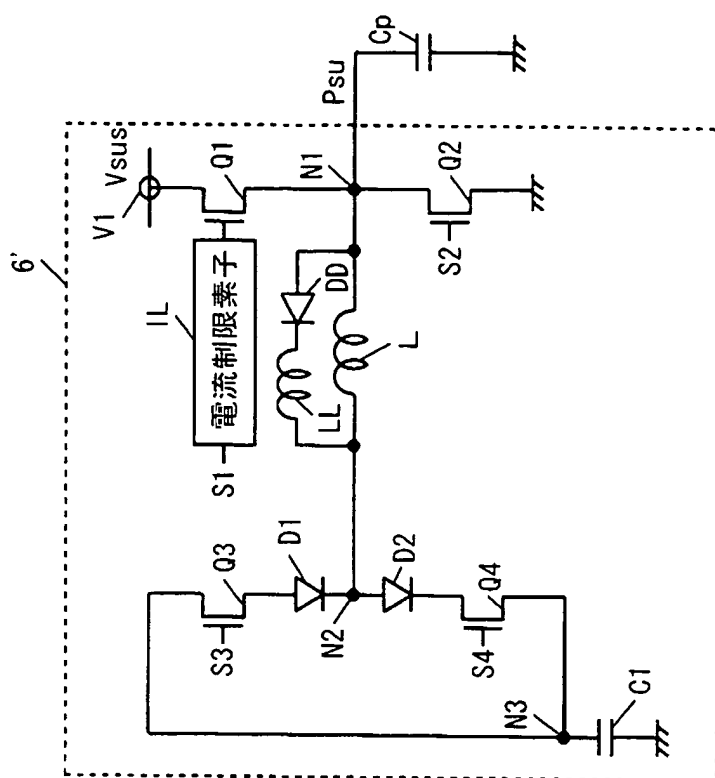 6'
V1
Vsus
S1
電流制限素子
IL
Q1
N1
Psu
Cp
S2
Q2
DD
LL
L
S3
Q3
D1
N2
D2
S4
Q4
N3
C1